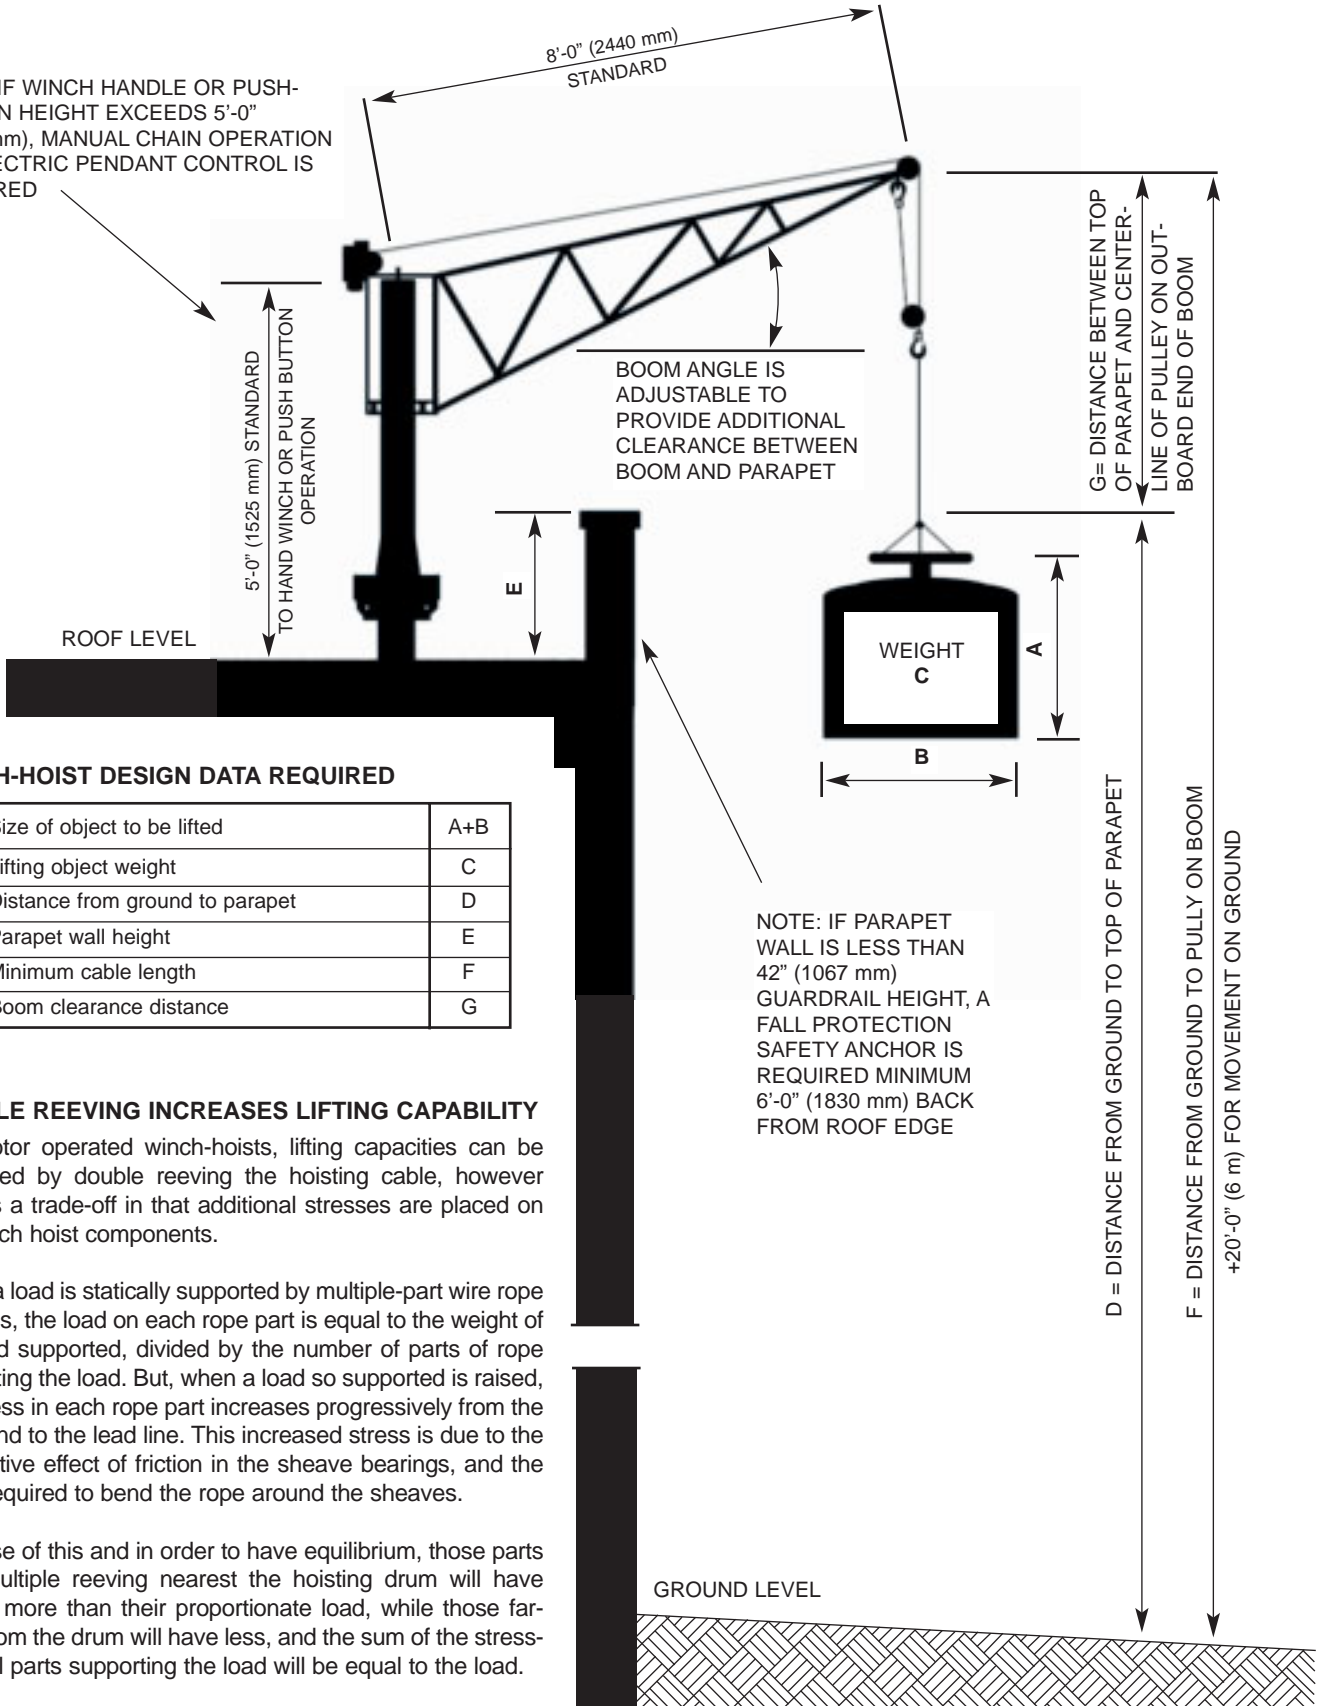 8’-0” (2440 mm)
STANDARD
IF WINCH HANDLE OR PUSH-
N HEIGHT EXCEEDS 5’-0”
mm), MANUAL CHAIN OPERATION
ECTRIC PENDANT CONTROL IS
RED
5’-0” (1525 mm) STANDARD
TO HAND WINCH OR PUSH BUTTON
OPERATION
BOOM ANGLE IS
ADJUSTABLE TO
PROVIDE ADDITIONAL
CLEARANCE BETWEEN
BOOM AND PARAPET
G= DISTANCE BETWEEN TOP
OF PARAPET AND CENTER-
LINE OF PULLEY ON OUT-
BOARD END OF BOOM
E
ROOF LEVEL
WEIGHT
C
A
B
H-HOIST DESIGN DATA REQUIRED
Size of object to be lifted A+B
ifting object weight C
Distance from ground to parapet D
Parapet wall height E
Minimum cable length F
Boom clearance distance G
NOTE: IF PARAPET
WALL IS LESS THAN
42” (1067 mm)
GUARDRAIL HEIGHT, A
FALL PROTECTION
SAFETY ANCHOR IS
REQUIRED MINIMUM
6’-0” (1830 mm) BACK
FROM ROOF EDGE
D = DISTANCE FROM GROUND TO TOP OF PARAPET
F = DISTANCE FROM GROUND TO PULLY ON BOOM
+20’-0” (6 m) FOR MOVEMENT ON GROUND
LE REEVING INCREASES LIFTING CAPABILITY
otor operated winch-hoists, lifting capacities can be
ed by double reeving the hoisting cable, however
s a trade-off in that additional stresses are placed on
ch hoist components.
a load is statically supported by multiple-part wire rope
s, the load on each rope part is equal to the weight of
d supported, divided by the number of parts of rope
ting the load. But, when a load so supported is raised,
ess in each rope part increases progressively from the
nd to the lead line. This increased stress is due to the
tive effect of friction in the sheave bearings, and the
equired to bend the rope around the sheaves.
se of this and in order to have equilibrium, those parts
ultiple reeving nearest the hoisting drum will have
more than their proportionate load, while those far-
om the drum will have less, and the sum of the stress-
l parts supporting the load will be equal to the load.
GROUND LEVEL